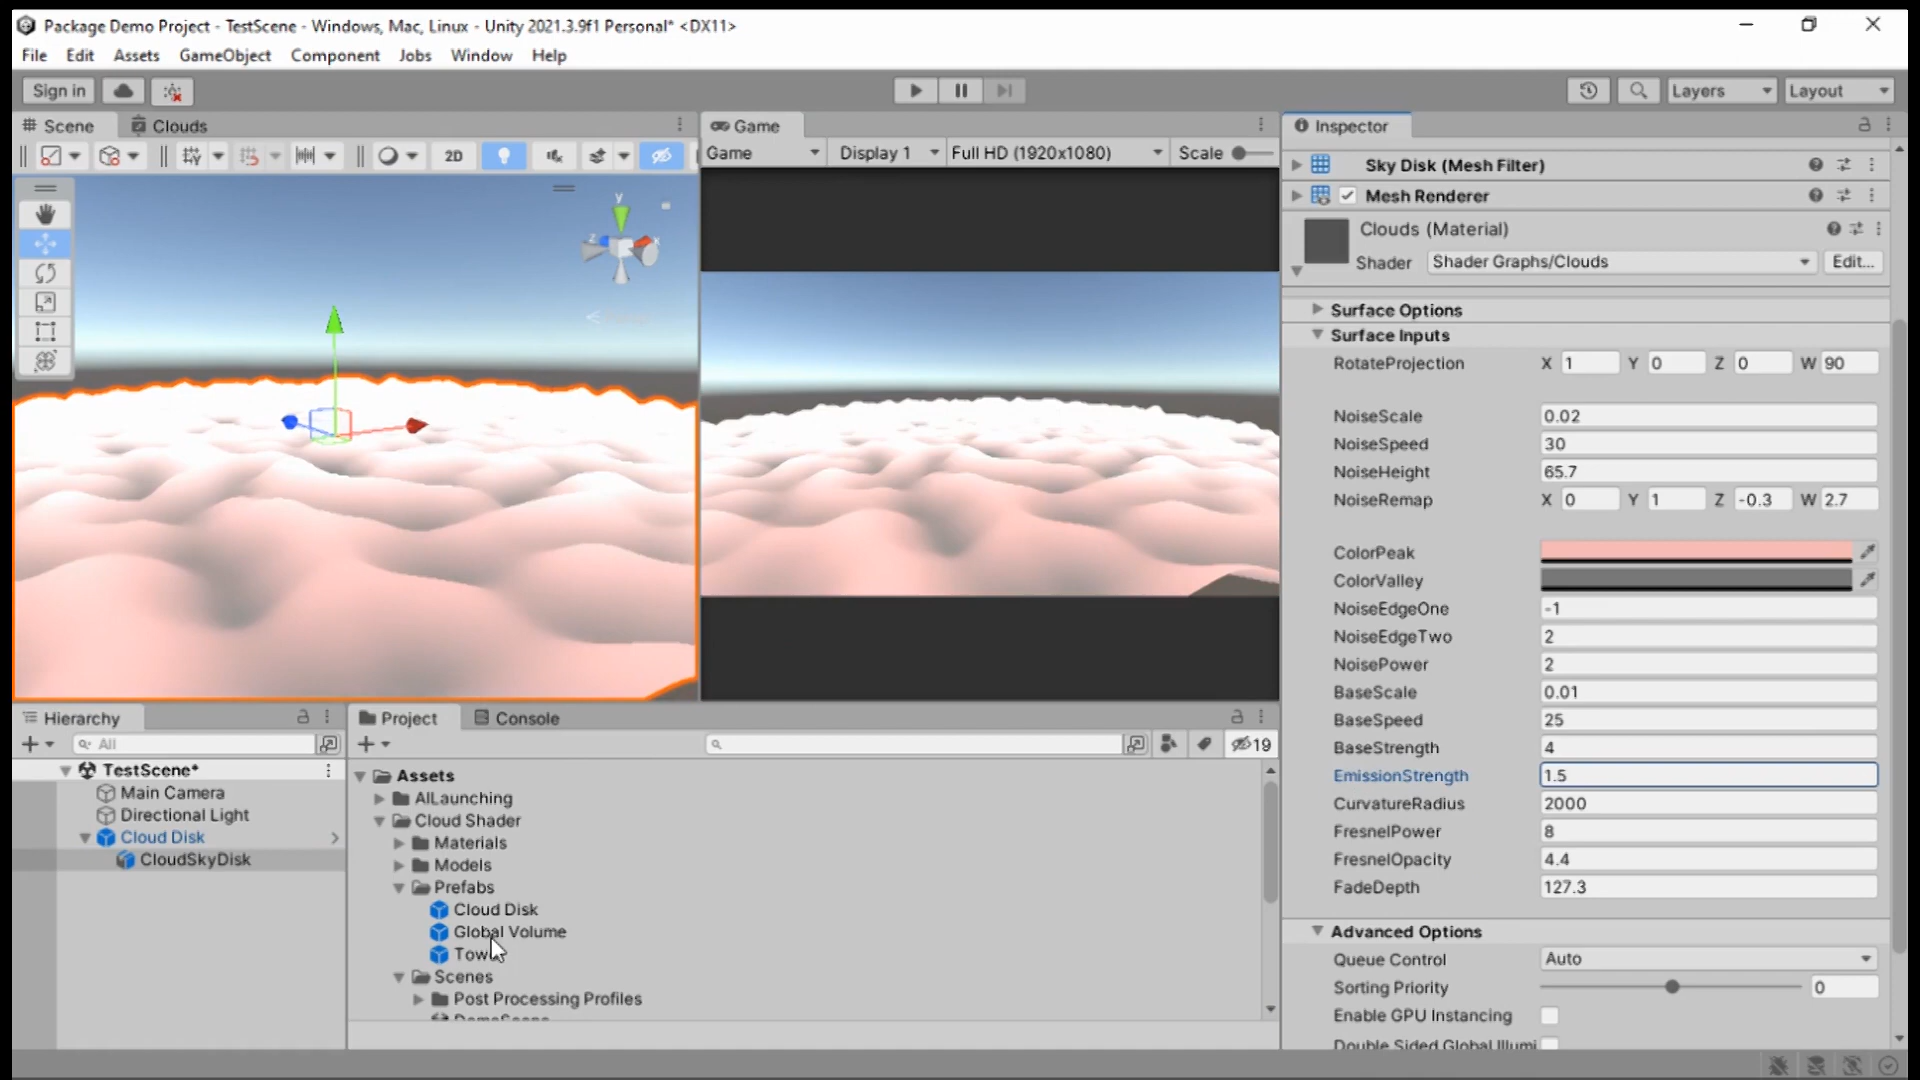 Package Demo Project - TestScene - Windows, Mac, Linux - Unity 2021.3.9f1 Personal* <DX11>
File Edit Assets GameObject Component Jobs Window Help
Sign in Layers Layout
Scene Clouds
2D
y
z x
Game
Game Display 1 Full HD (1920x1080) Scale
Inspector
Sky Disk (Mesh Filter)
Mesh Renderer
Clouds (Material)
Shader Shader Graphs/Clouds Edit...
Surface Options
Surface Inputs
RotateProjection X 1 Y 0 Z 0 W 90
NoiseScale 0.02
NoiseSpeed 30
NoiseHeight 65.7
NoiseRemap X 0 Y 1 Z -0.3 W 2.7
ColorPeak
ColorValley
NoiseEdgeOne -1
NoiseEdgeTwo 2
NoisePower 2
BaseScale 0.01
BaseSpeed 25
BaseStrength 4
EmissionStrength 1.5
CurvatureRadius 2000
FresnelPower 8
FresnelOpacity 4.4
FadeDepth 127.3
Advanced Options
Queue Control Auto
Sorting Priority 0
Enable GPU Instancing
Double Sided Global Illumi
Hierarchy
All
TestScene*
Main Camera
Directional Light
Cloud Disk
CloudSkyDisk
Project Console
19
Assets
AILaunching
Cloud Shader
Materials
Models
Prefabs
Cloud Disk
Global Volume
Scenes
Post Processing Profiles
DemoScene